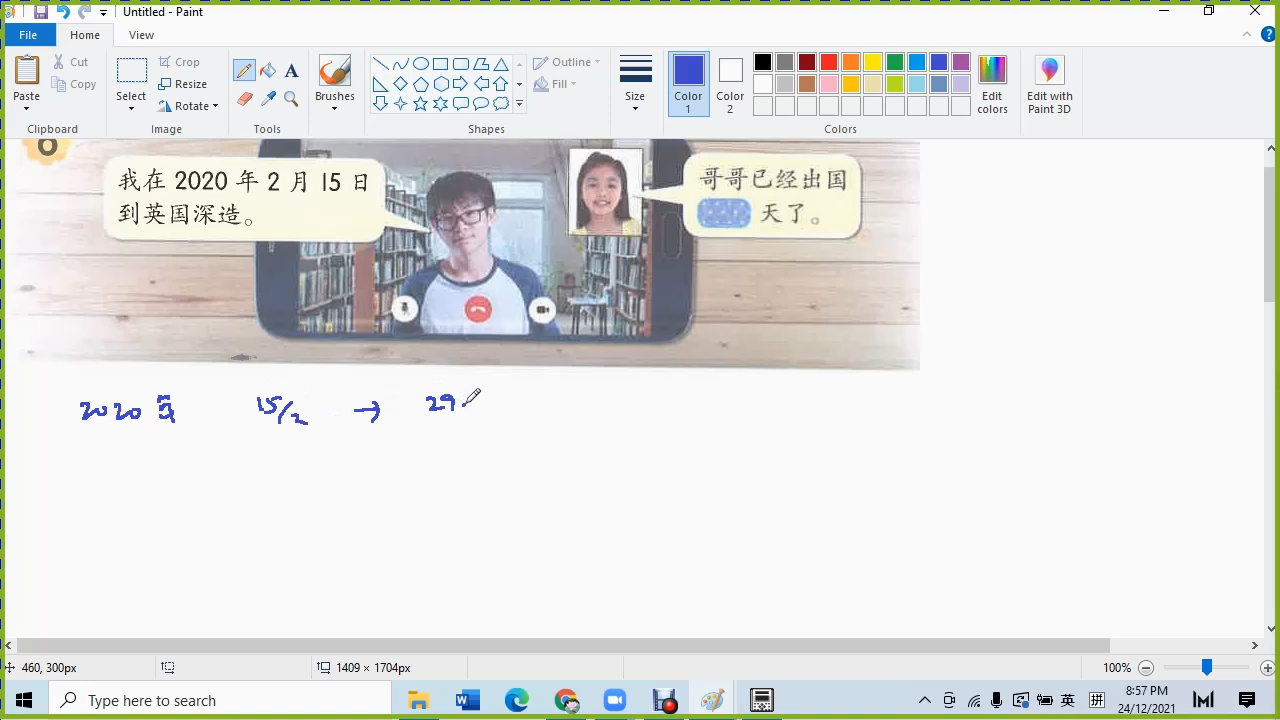 Untitled - Paint
File
Home
View
Paste
Cut
Copy
Clipboard
Select
Crop
Resize
Rotate
Image
Tools
Brushes
Shapes
Outline
Fill
Size
Color 1
Color 2
Colors
Edit colors
Edit with Paint 3D
6
我在 2020 年 2 月 15 日
到英国深造。
哥哥已经出国
天了。
2020 年 15/2 → 29
460, 300px
1409 × 1704px
100%
Type here to search
英
拼
8:57 PM
24/12/2021